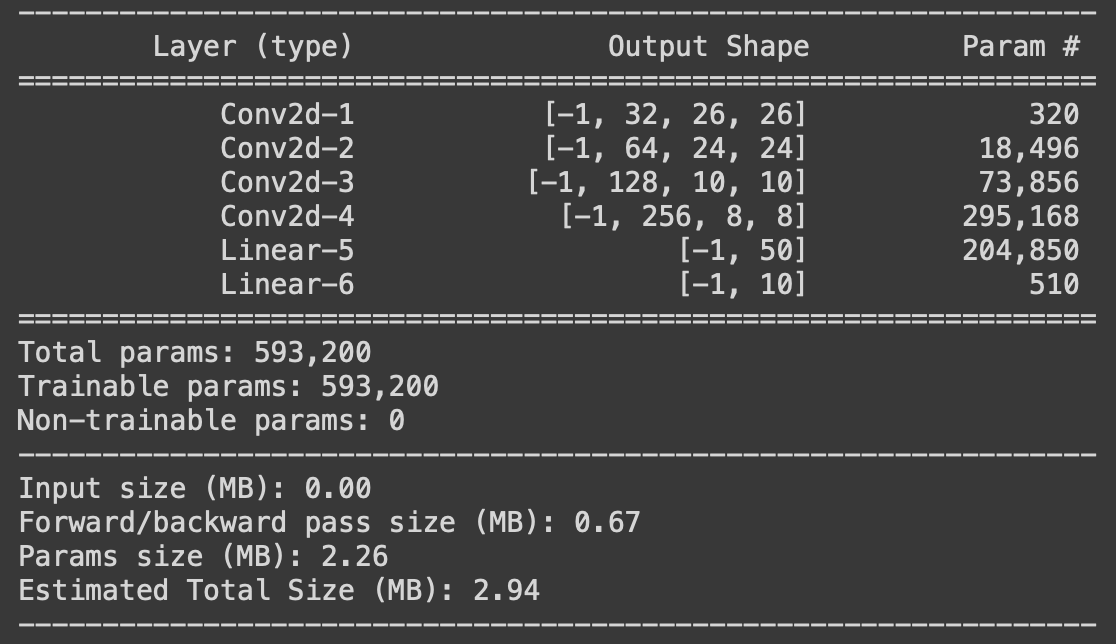 ----------------------------------------------------------------
        Layer (type)               Output Shape         Param #
================================================================
            Conv2d-1           [-1, 32, 26, 26]             320
            Conv2d-2           [-1, 64, 24, 24]          18,496
            Conv2d-3          [-1, 128, 10, 10]          73,856
            Conv2d-4            [-1, 256, 8, 8]         295,168
            Linear-5                   [-1, 50]         204,850
            Linear-6                   [-1, 10]             510
================================================================
Total params: 593,200
Trainable params: 593,200
Non-trainable params: 0
----------------------------------------------------------------
Input size (MB): 0.00
Forward/backward pass size (MB): 0.67
Params size (MB): 2.26
Estimated Total Size (MB): 2.94
----------------------------------------------------------------